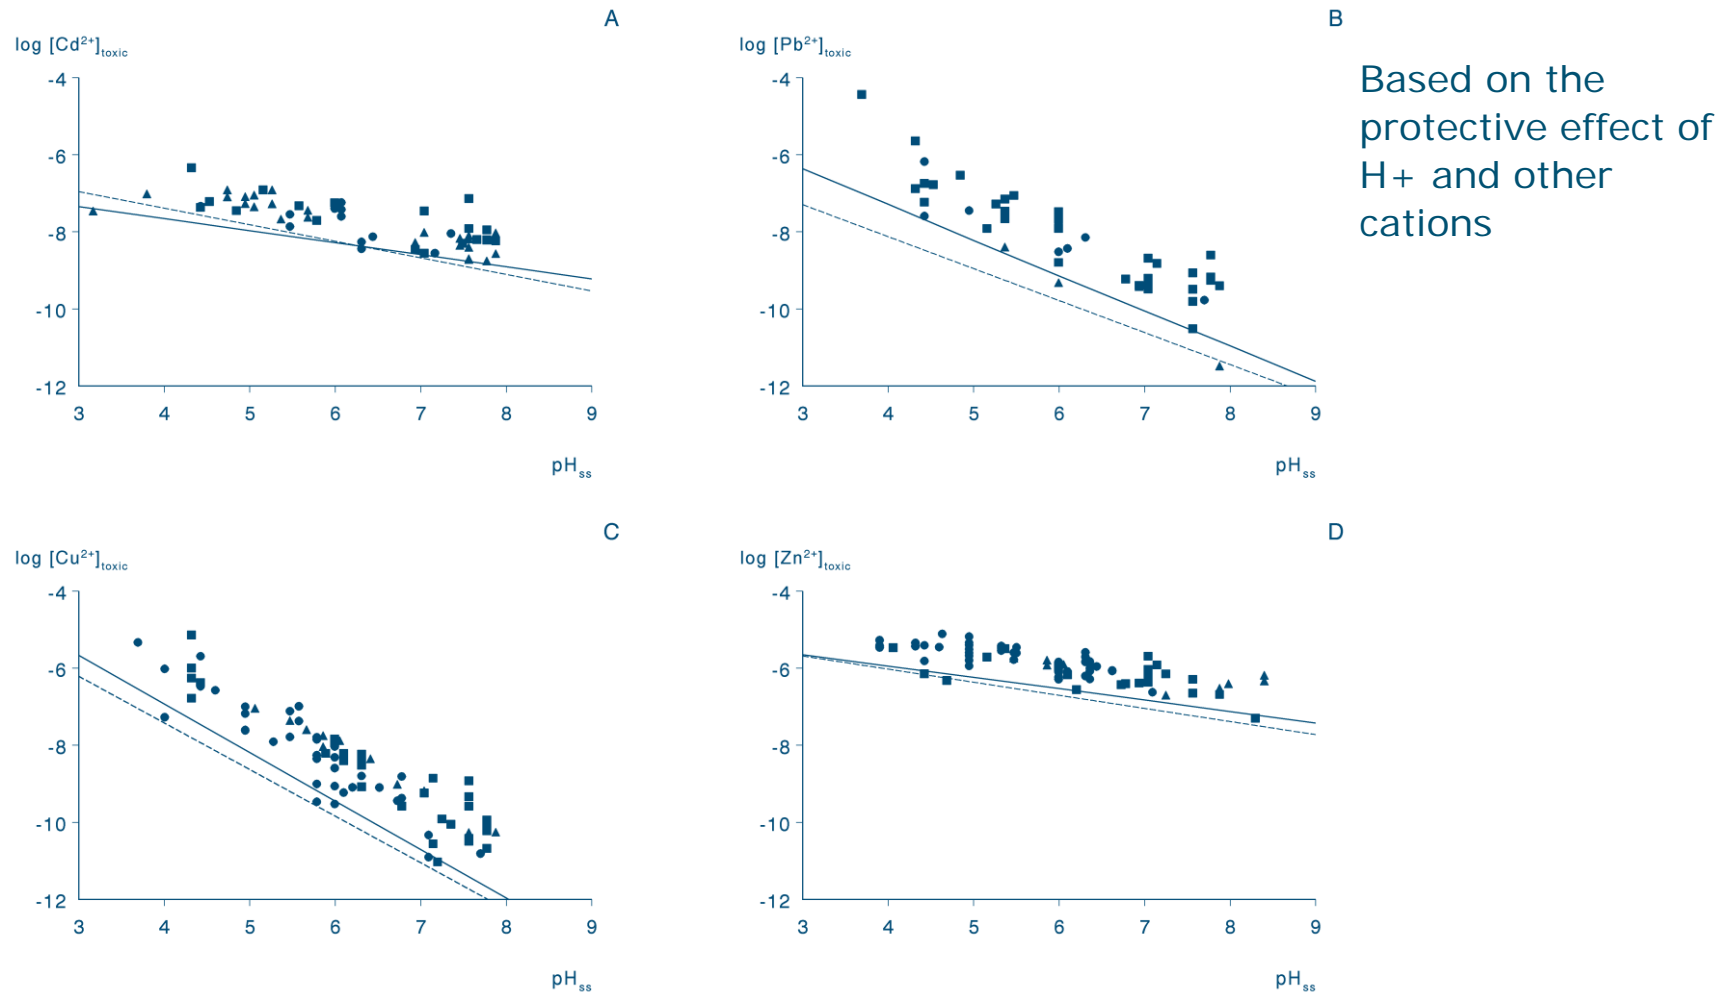 A
log [Cd²⁺]toxic
-4
-6
-8
-10
-12
3 4 5 6 7 8 9
pHss
B
log [Pb²⁺]toxic
-4
-6
-8
-10
-12
3 4 5 6 7 8 9
pHss
Based on the
protective effect of
H+ and other
cations
C
log [Cu²⁺]toxic
-4
-6
-8
-10
-12
3 4 5 6 7 8 9
pHss
D
log [Zn²⁺]toxic
-4
-6
-8
-10
-12
3 4 5 6 7 8 9
pHss